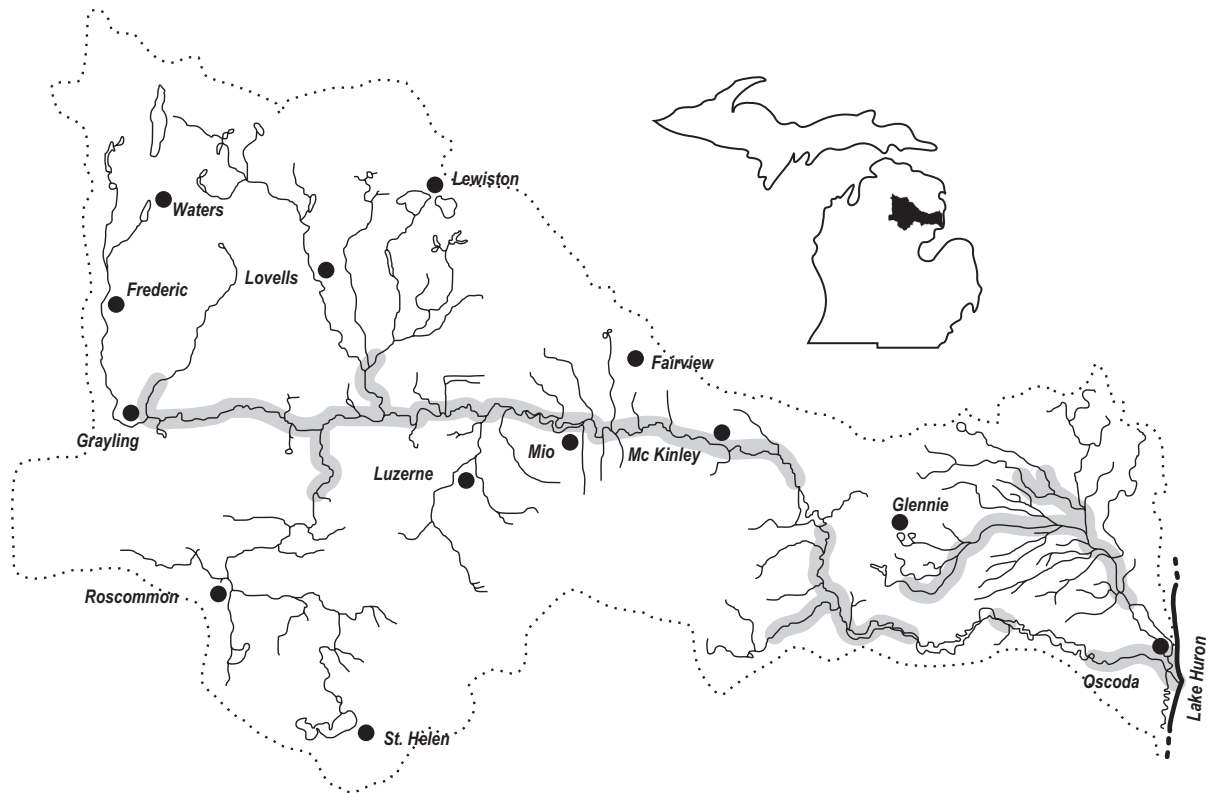 Lewiston
Waters
Lovells
Frederic
Fairview
Grayling
Mio
Mc Kinley
Luzerne
Glennie
Roscommon
Oscoda
Lake Huron
St. Helen